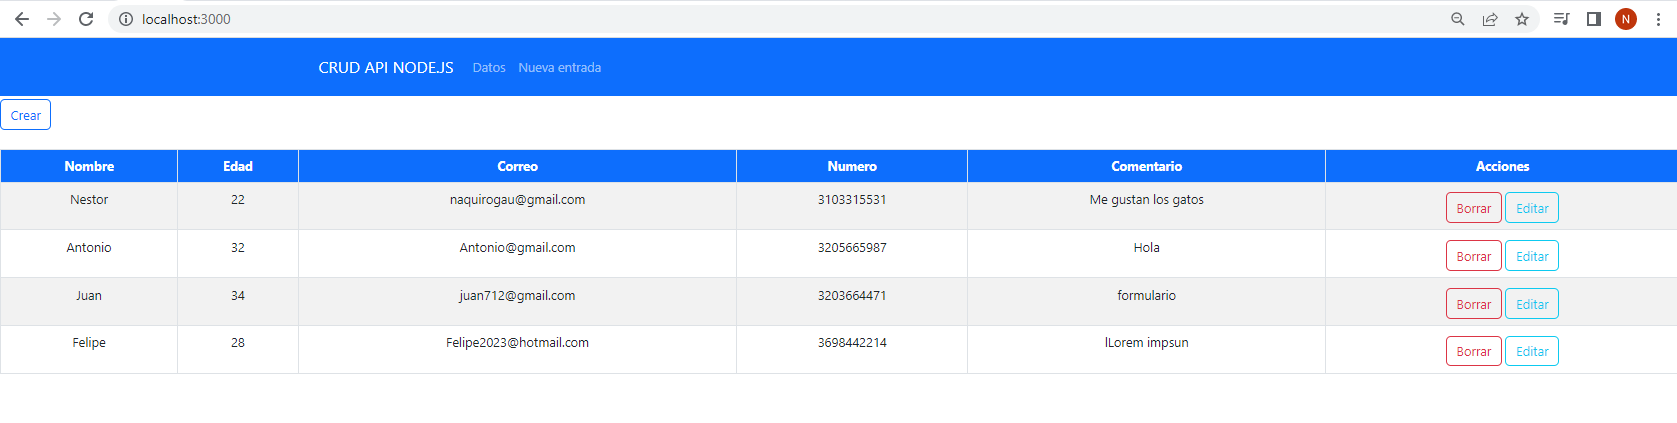 localhost:3000
N
CRUD API NODE.JS Datos Nueva entrada
Crear
Nombre Edad Correo Numero Comentario Acciones
Nestor 22 naquirogau@gmail.com 3103315531 Me gustan los gatos Borrar Editar
Antonio 32 Antonio@gmail.com 3205665987 Hola Borrar Editar
Juan 34 juan712@gmail.com 3203664471 formulario Borrar Editar
Felipe 28 Felipe2023@hotmail.com 3698442214 lLorem impsun Borrar Editar